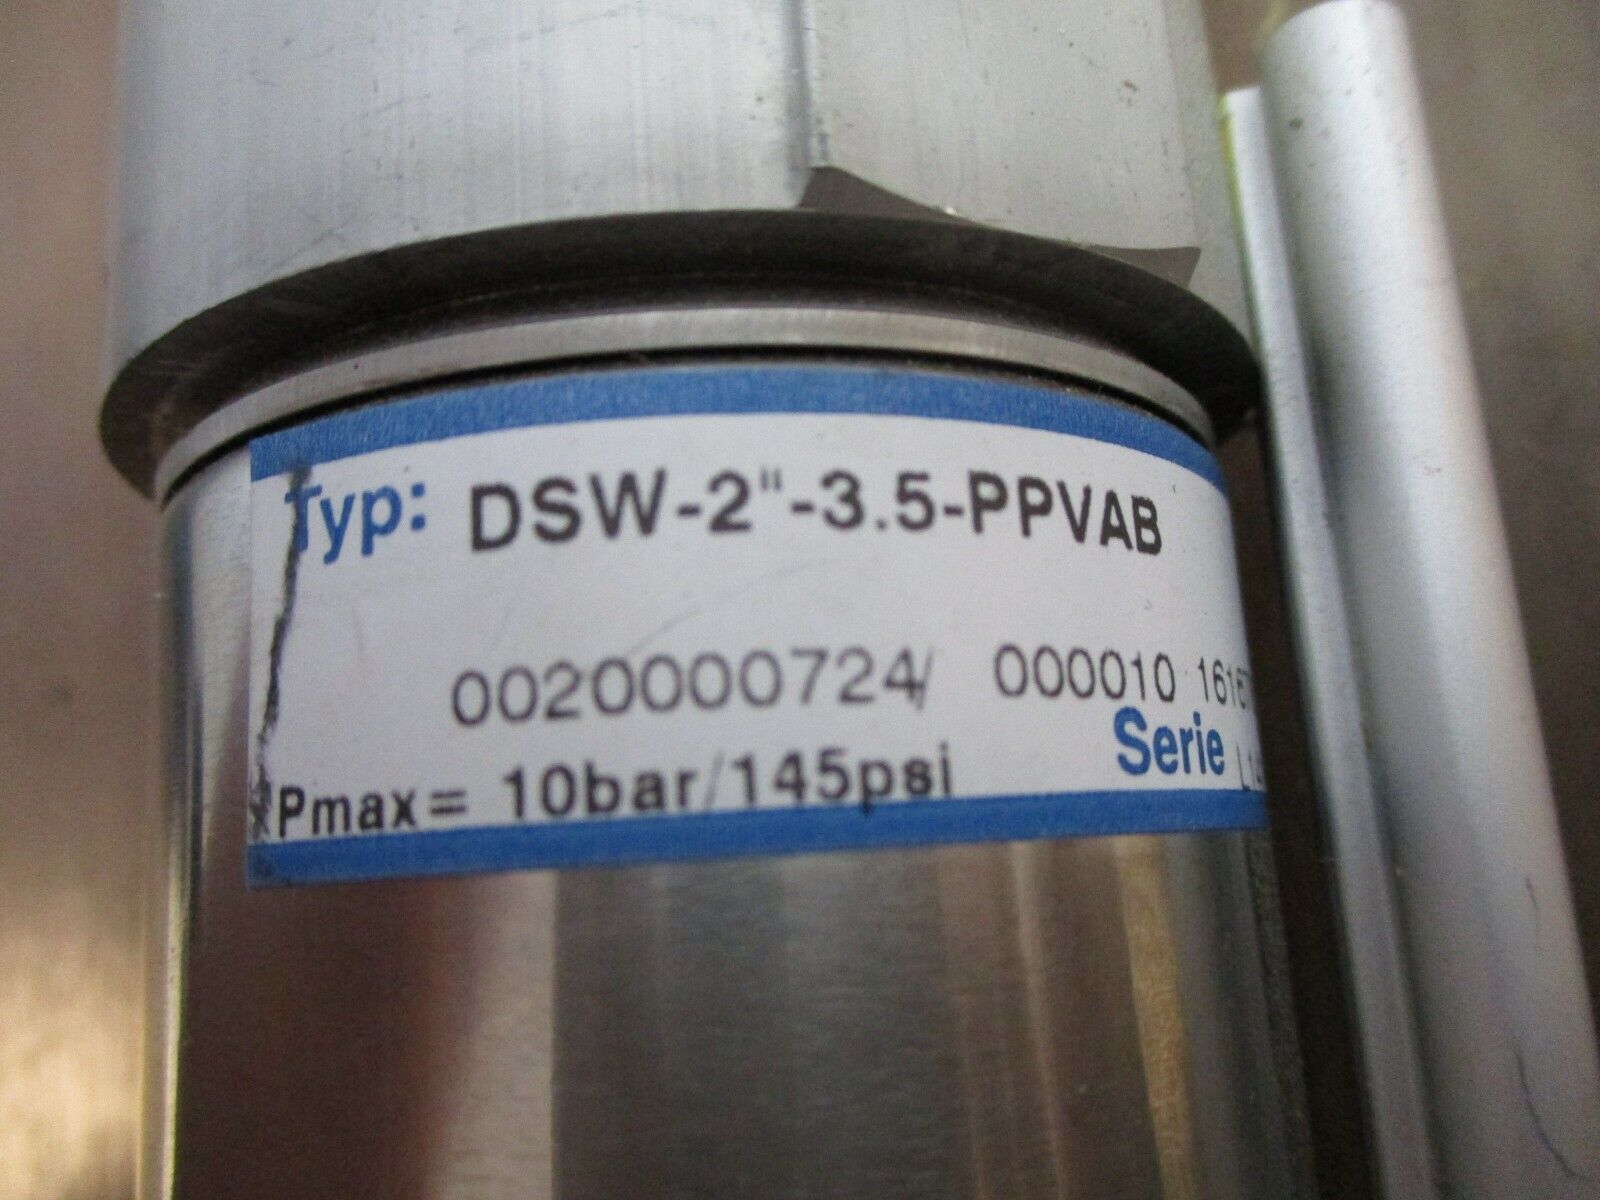 Typ: DSW-2"-3.5-PPVAB
0020000724/ 000010
Pmax= 10bar/145psi Serie